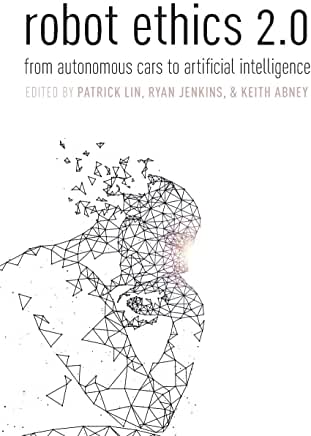 robot ethics 2.0
from autonomous cars to artificial intelligence
EDITED BY PATRICK LIN, RYAN JENKINS, & KEITH ABNEY